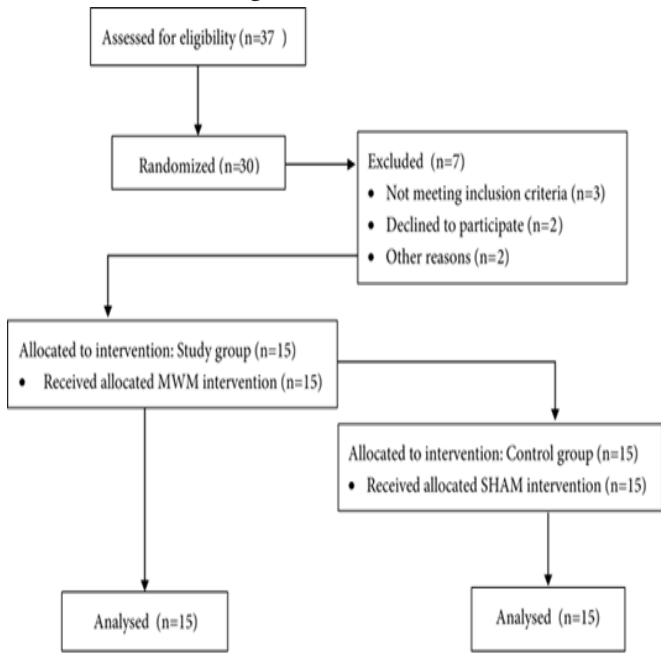 Assessed for eligibility (n=37 )
Randomized (n=30)
Excluded (n=7)
• Not meeting inclusion criteria (n=3)
• Declined to participate (n=2)
• Other reasons (n=2)
Allocated to intervention: Study group (n=15)
• Received allocated MWM intervention (n=15)
Allocated to intervention: Control group (n=15)
• Received allocated SHAM intervention (n=15)
Analysed (n=15)
Analysed (n=15)